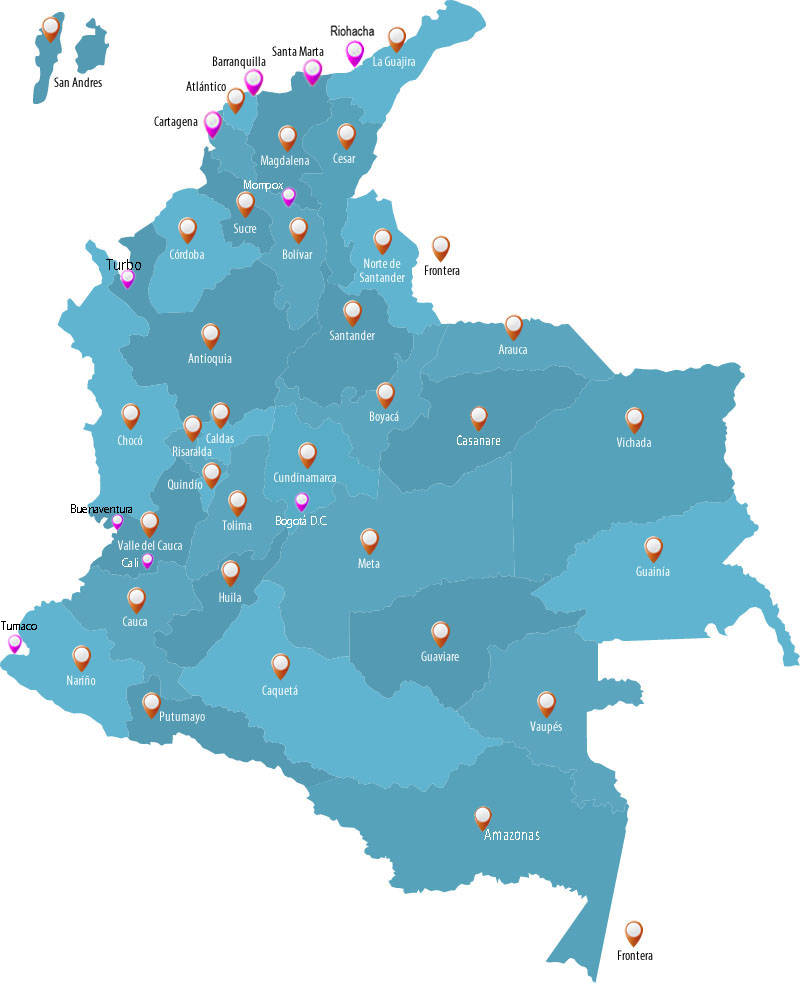 Riohacha
Santa Marta
La Guajira
Barranquilla
San Andres
Atlántico
Cartagena
Magdalena
Cesar
Mompox
Sucre
Córdoba
Bolívar
Norte de
Santander
Frontera
Turbo
Santander
Arauca
Antioquia
Boyacá
Chocó
Caldas
Casanare
Vichada
Risaralda
Cundinamarca
Quindío
Buenaventura
Tolima
Bogotá D.C.
Valle del Cauca
Cali
Meta
Guainía
Huila
Cauca
Tumaco
Guaviare
Nariño
Caquetá
Putumayo
Vaupés
Amazonas
Frontera